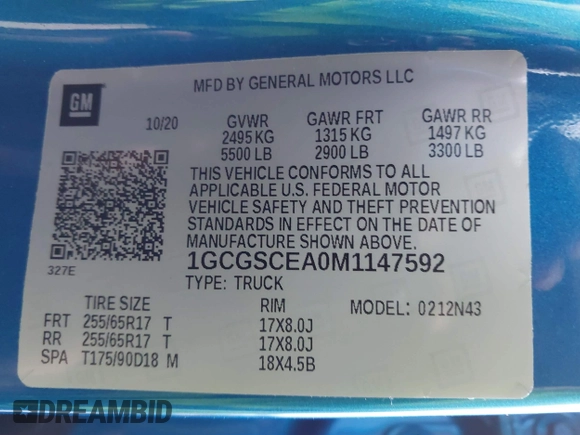 MFD BY GENERAL MOTORS LLC
GM
10/20 GVWR GAWR FRT GAWR RR
2495 KG 1315 KG 1497 KG
5500 LB 2900 LB 3300 LB
THIS VEHICLE CONFORMS TO ALL
APPLICABLE U.S. FEDERAL MOTOR
VEHICLE SAFETY AND THEFT PREVENTION
STANDARDS IN EFFECT ON THE DATE OF
MANUFACTURE SHOWN ABOVE.
327E
1GCGSCEA0M1147592
TYPE: TRUCK
TIRE SIZE RIM MODEL: 0212N43
FRT 255/65R17 T 17X8.0J
RR 255/65R17 T 17X8.0J
SPA T175/90D18 M 18X4.5B
DREAMBID